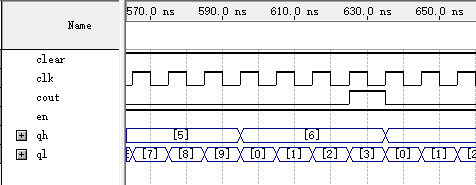 570.0 ns 590.0 ns 610.0 ns 630.0 ns 650.0 ns
Name
clear
clk
cout
en
qh [5] [6]
ql [7] [8] [9] [0] [1] [2] [3] [0] [1]